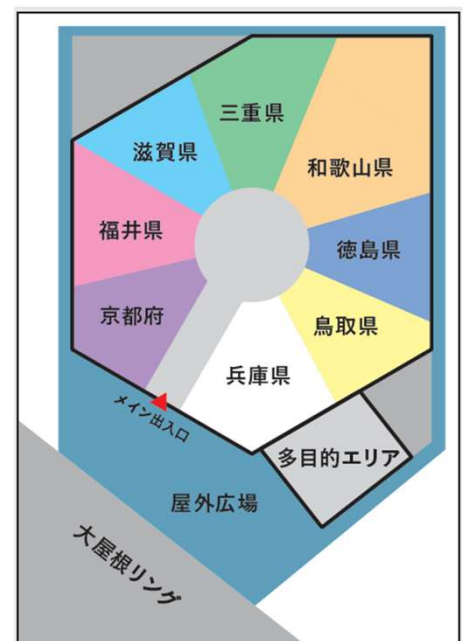 三重県
滋賀県
和歌山県
福井県
徳島県
京都府
鳥取県
兵庫県
メイン出入口
多目的エリア
屋外広場
大屋根リング